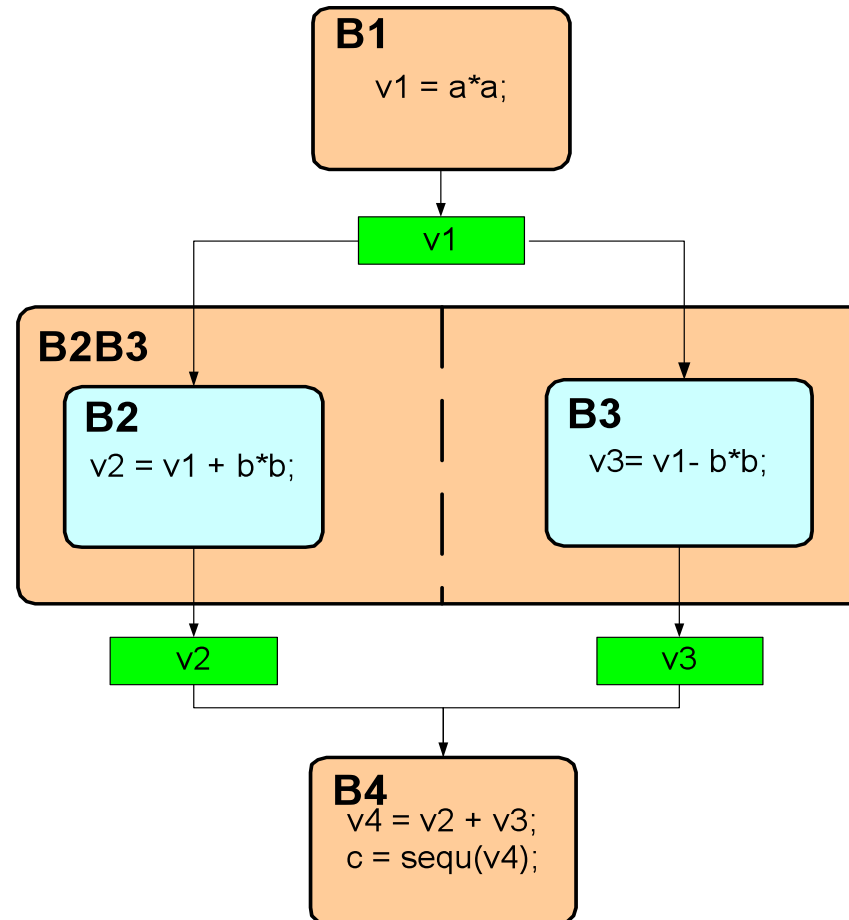 B1
v1 = a*a;
v1
B2B3
B2
v2 = v1 + b*b;
B3
v3= v1- b*b;
v2
v3
B4
v4 = v2 + v3;
c = sequ(v4);